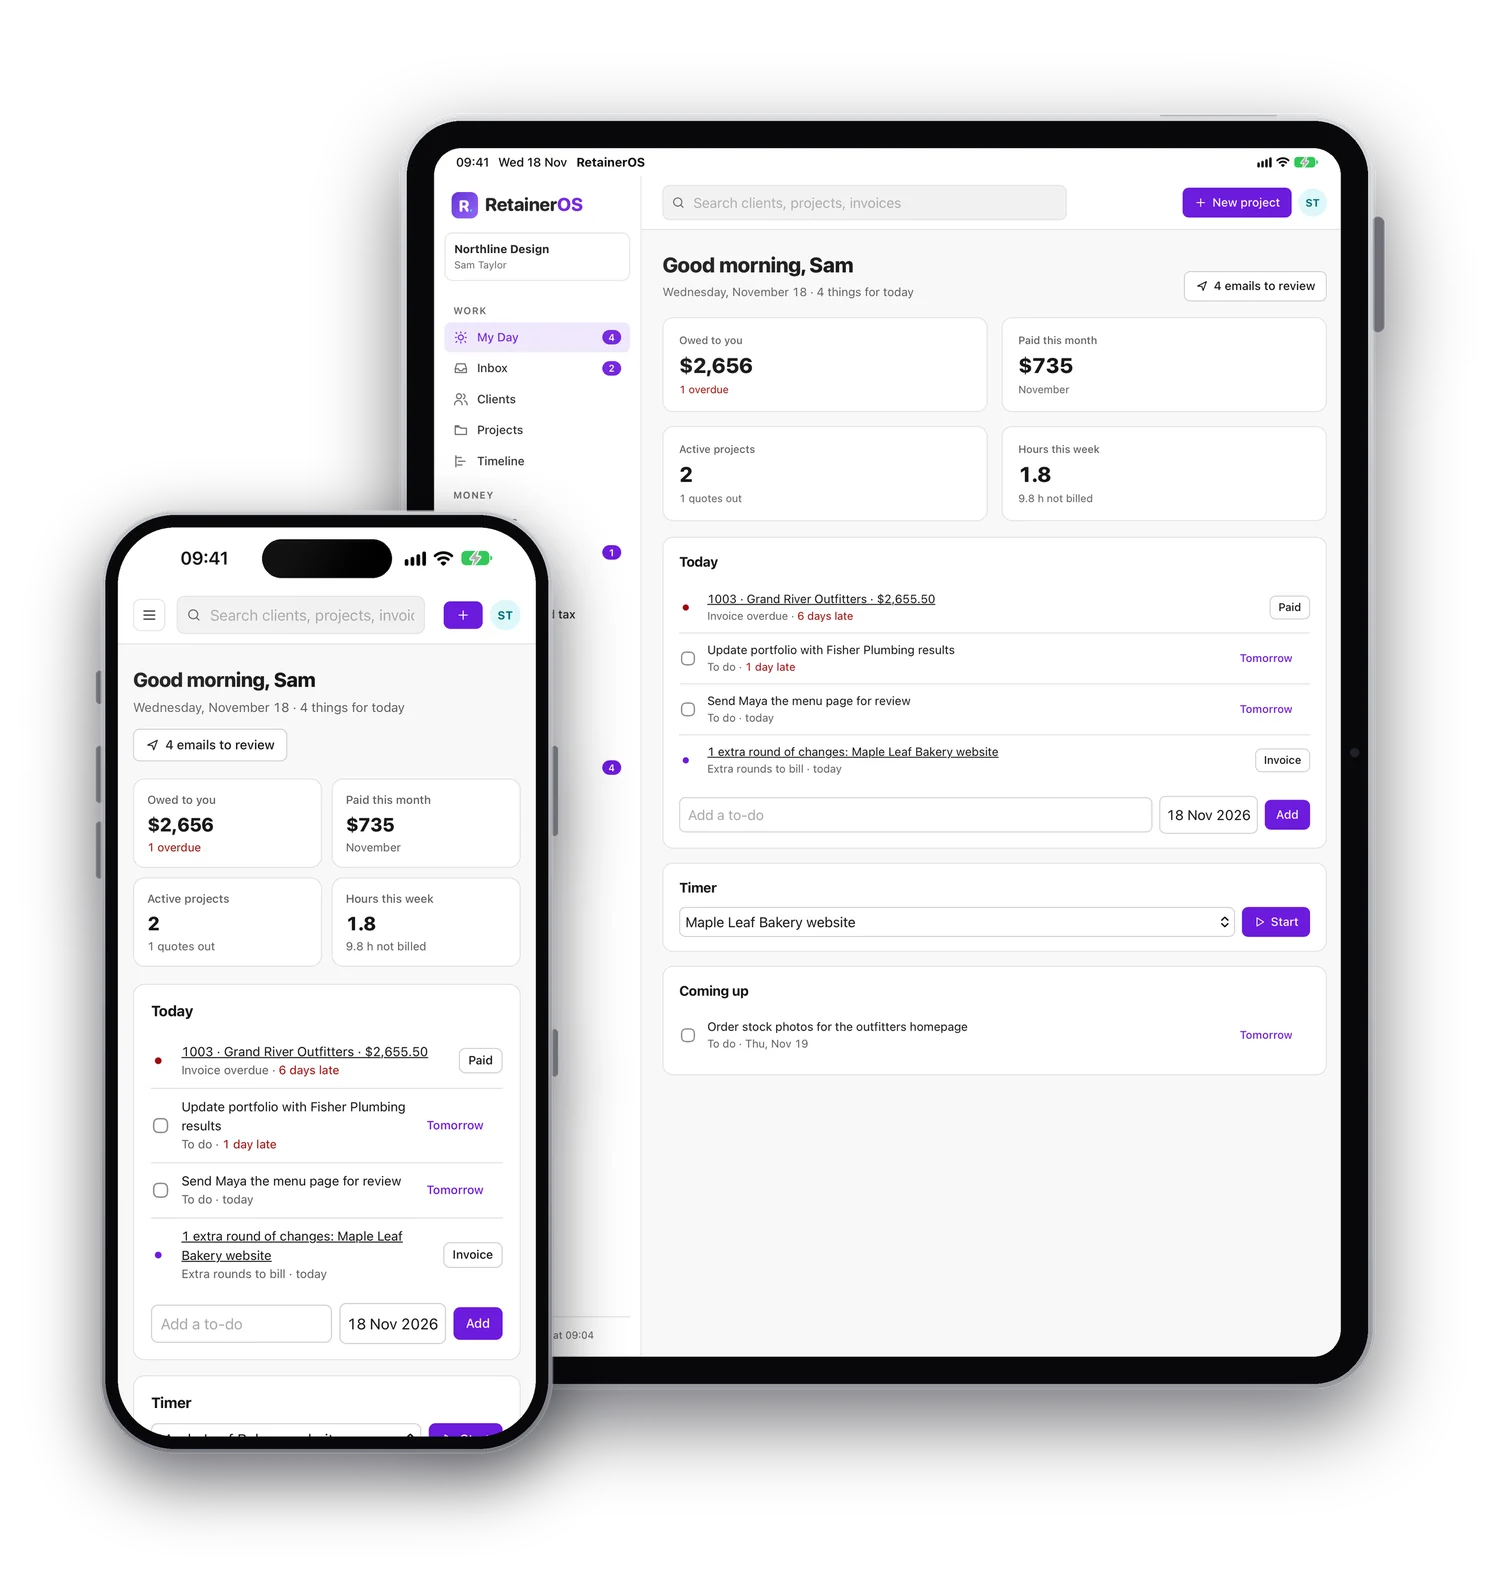 09:41 Wed 18 Nov RetainerOS
R. RetainerOS
Northline Design
Sam Taylor
WORK
My Day 4
Inbox 2
Clients
Projects
Timeline
MONEY
1
tax
4
at 09:04
Search clients, projects, invoices
+ New project
ST
Good morning, Sam
Wednesday, November 18 · 4 things for today
4 emails to review
Owed to you
$2,656
1 overdue
Paid this month
$735
November
Active projects
2
1 quotes out
Hours this week
1.8
9.8 h not billed
Today
1003 · Grand River Outfitters · $2,655.50
Invoice overdue · 6 days late
Paid
Update portfolio with Fisher Plumbing results
To do · 1 day late
Tomorrow
Send Maya the menu page for review
To do · today
Tomorrow
1 extra round of changes: Maple Leaf Bakery website
Extra rounds to bill · today
Invoice
Add a to-do
18 Nov 2026
Add
Timer
Maple Leaf Bakery website
Start
Coming up
Order stock photos for the outfitters homepage
To do · Thu, Nov 19
Tomorrow
09:41
Search clients, projects, invoic
+
ST
Good morning, Sam
Wednesday, November 18 · 4 things for today
4 emails to review
Owed to you
$2,656
1 overdue
Paid this month
$735
November
Active projects
2
1 quotes out
Hours this week
1.8
9.8 h not billed
Today
1003 · Grand River Outfitters · $2,655.50
Invoice overdue · 6 days late
Paid
Update portfolio with Fisher Plumbing
results
To do · 1 day late
Tomorrow
Send Maya the menu page for review
To do · today
Tomorrow
1 extra round of changes: Maple Leaf
Bakery website
Extra rounds to bill · today
Invoice
Add a to-do
18 Nov 2026
Add
Timer